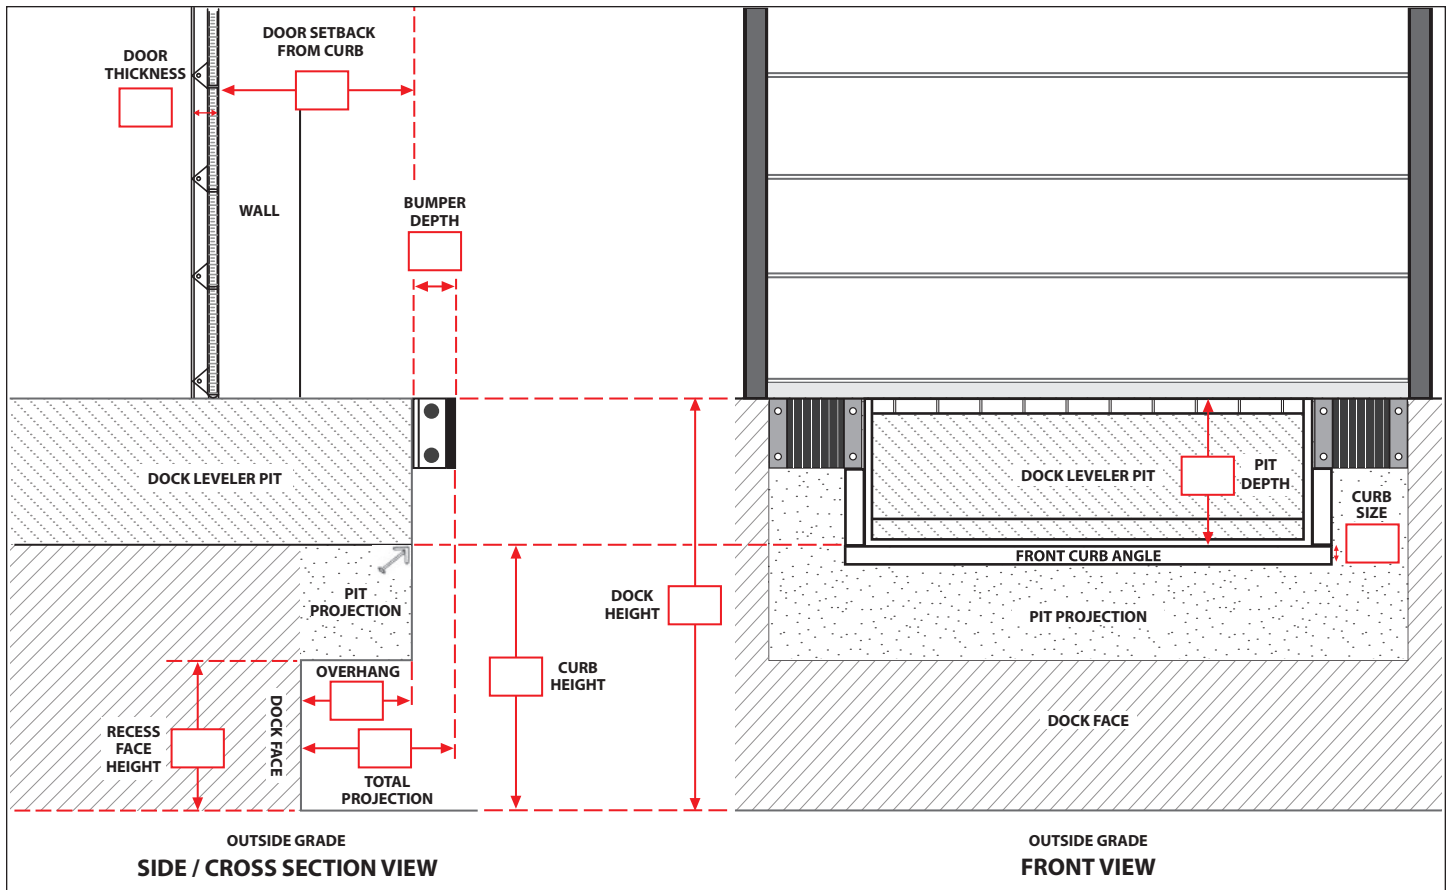 DOOR SETBACK
FROM CURB
DOOR
THICKNESS
WALL
BUMPER
DEPTH
DOCK LEVELER PIT
PIT
PROJECTION
OVERHANG
DOCK FACE
RECESS
FACE
HEIGHT
TOTAL
PROJECTION
CURB
HEIGHT
DOCK
HEIGHT
OUTSIDE GRADE
SIDE / CROSS SECTION VIEW
DOCK LEVELER PIT
PIT
DEPTH
CURB
SIZE
FRONT CURB ANGLE
PIT PROJECTION
DOCK FACE
OUTSIDE GRADE
FRONT VIEW